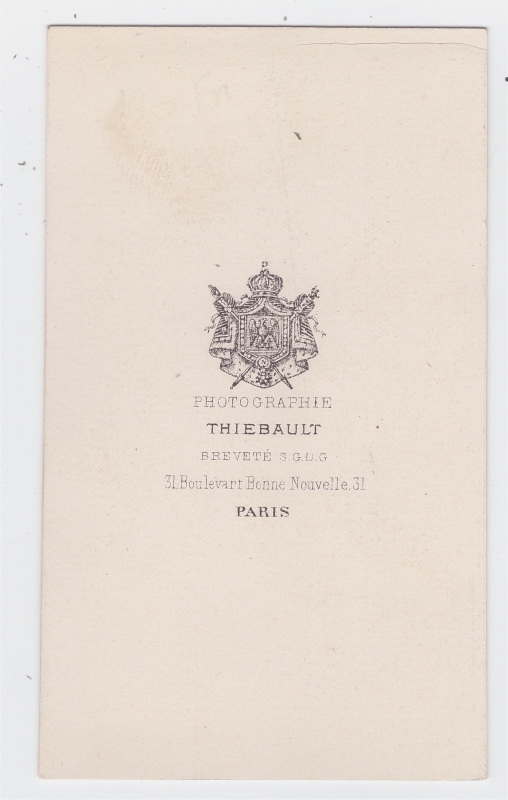 PHOTOGRAPHIE
THIEBAULT
BREVETÉ S.G.D.G
31, Boulevart Bonne Nouvelle, 31
PARIS